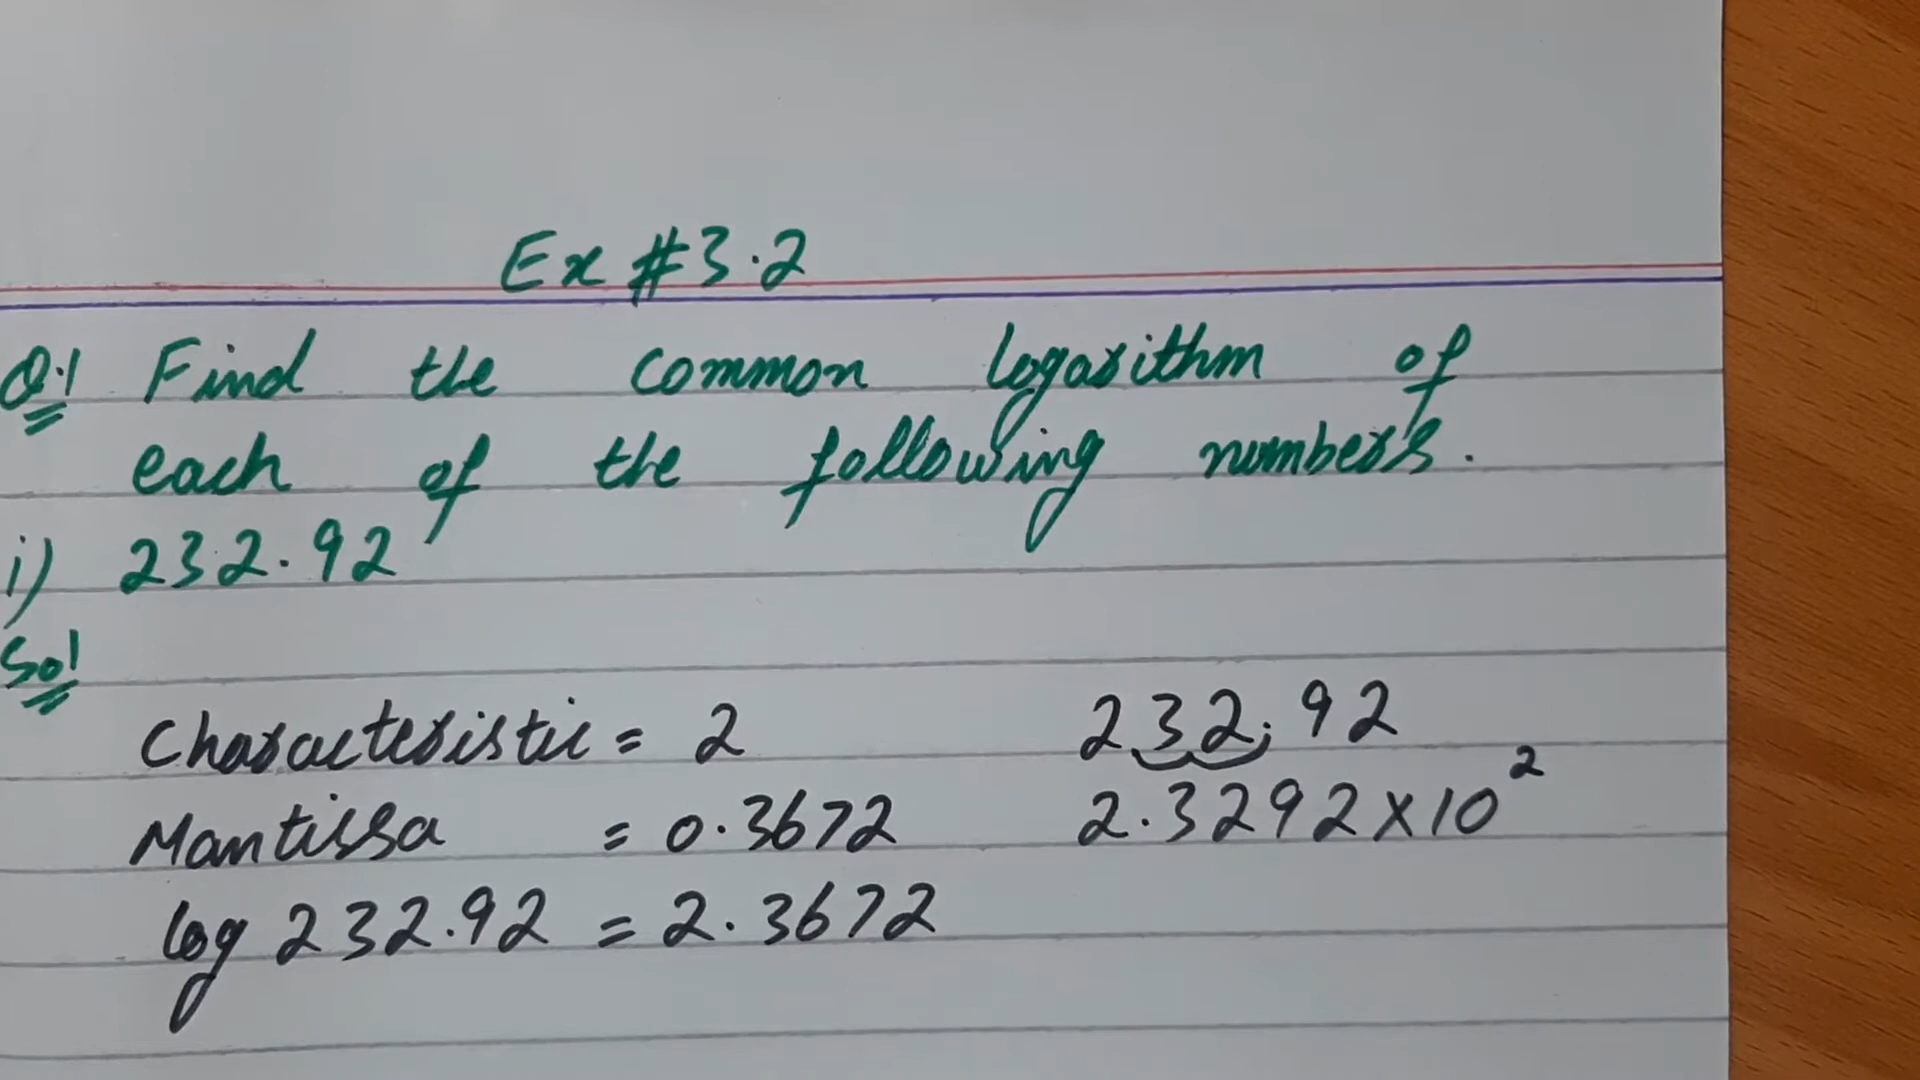 Ex #3.2
Q.1 Find the common logarithm of
each of the following numbers.
i) 232.92
Sol
Characteristic = 2 232.92
Mantissa = 0.3672 2.3292×10²
log 232.92 = 2.3672